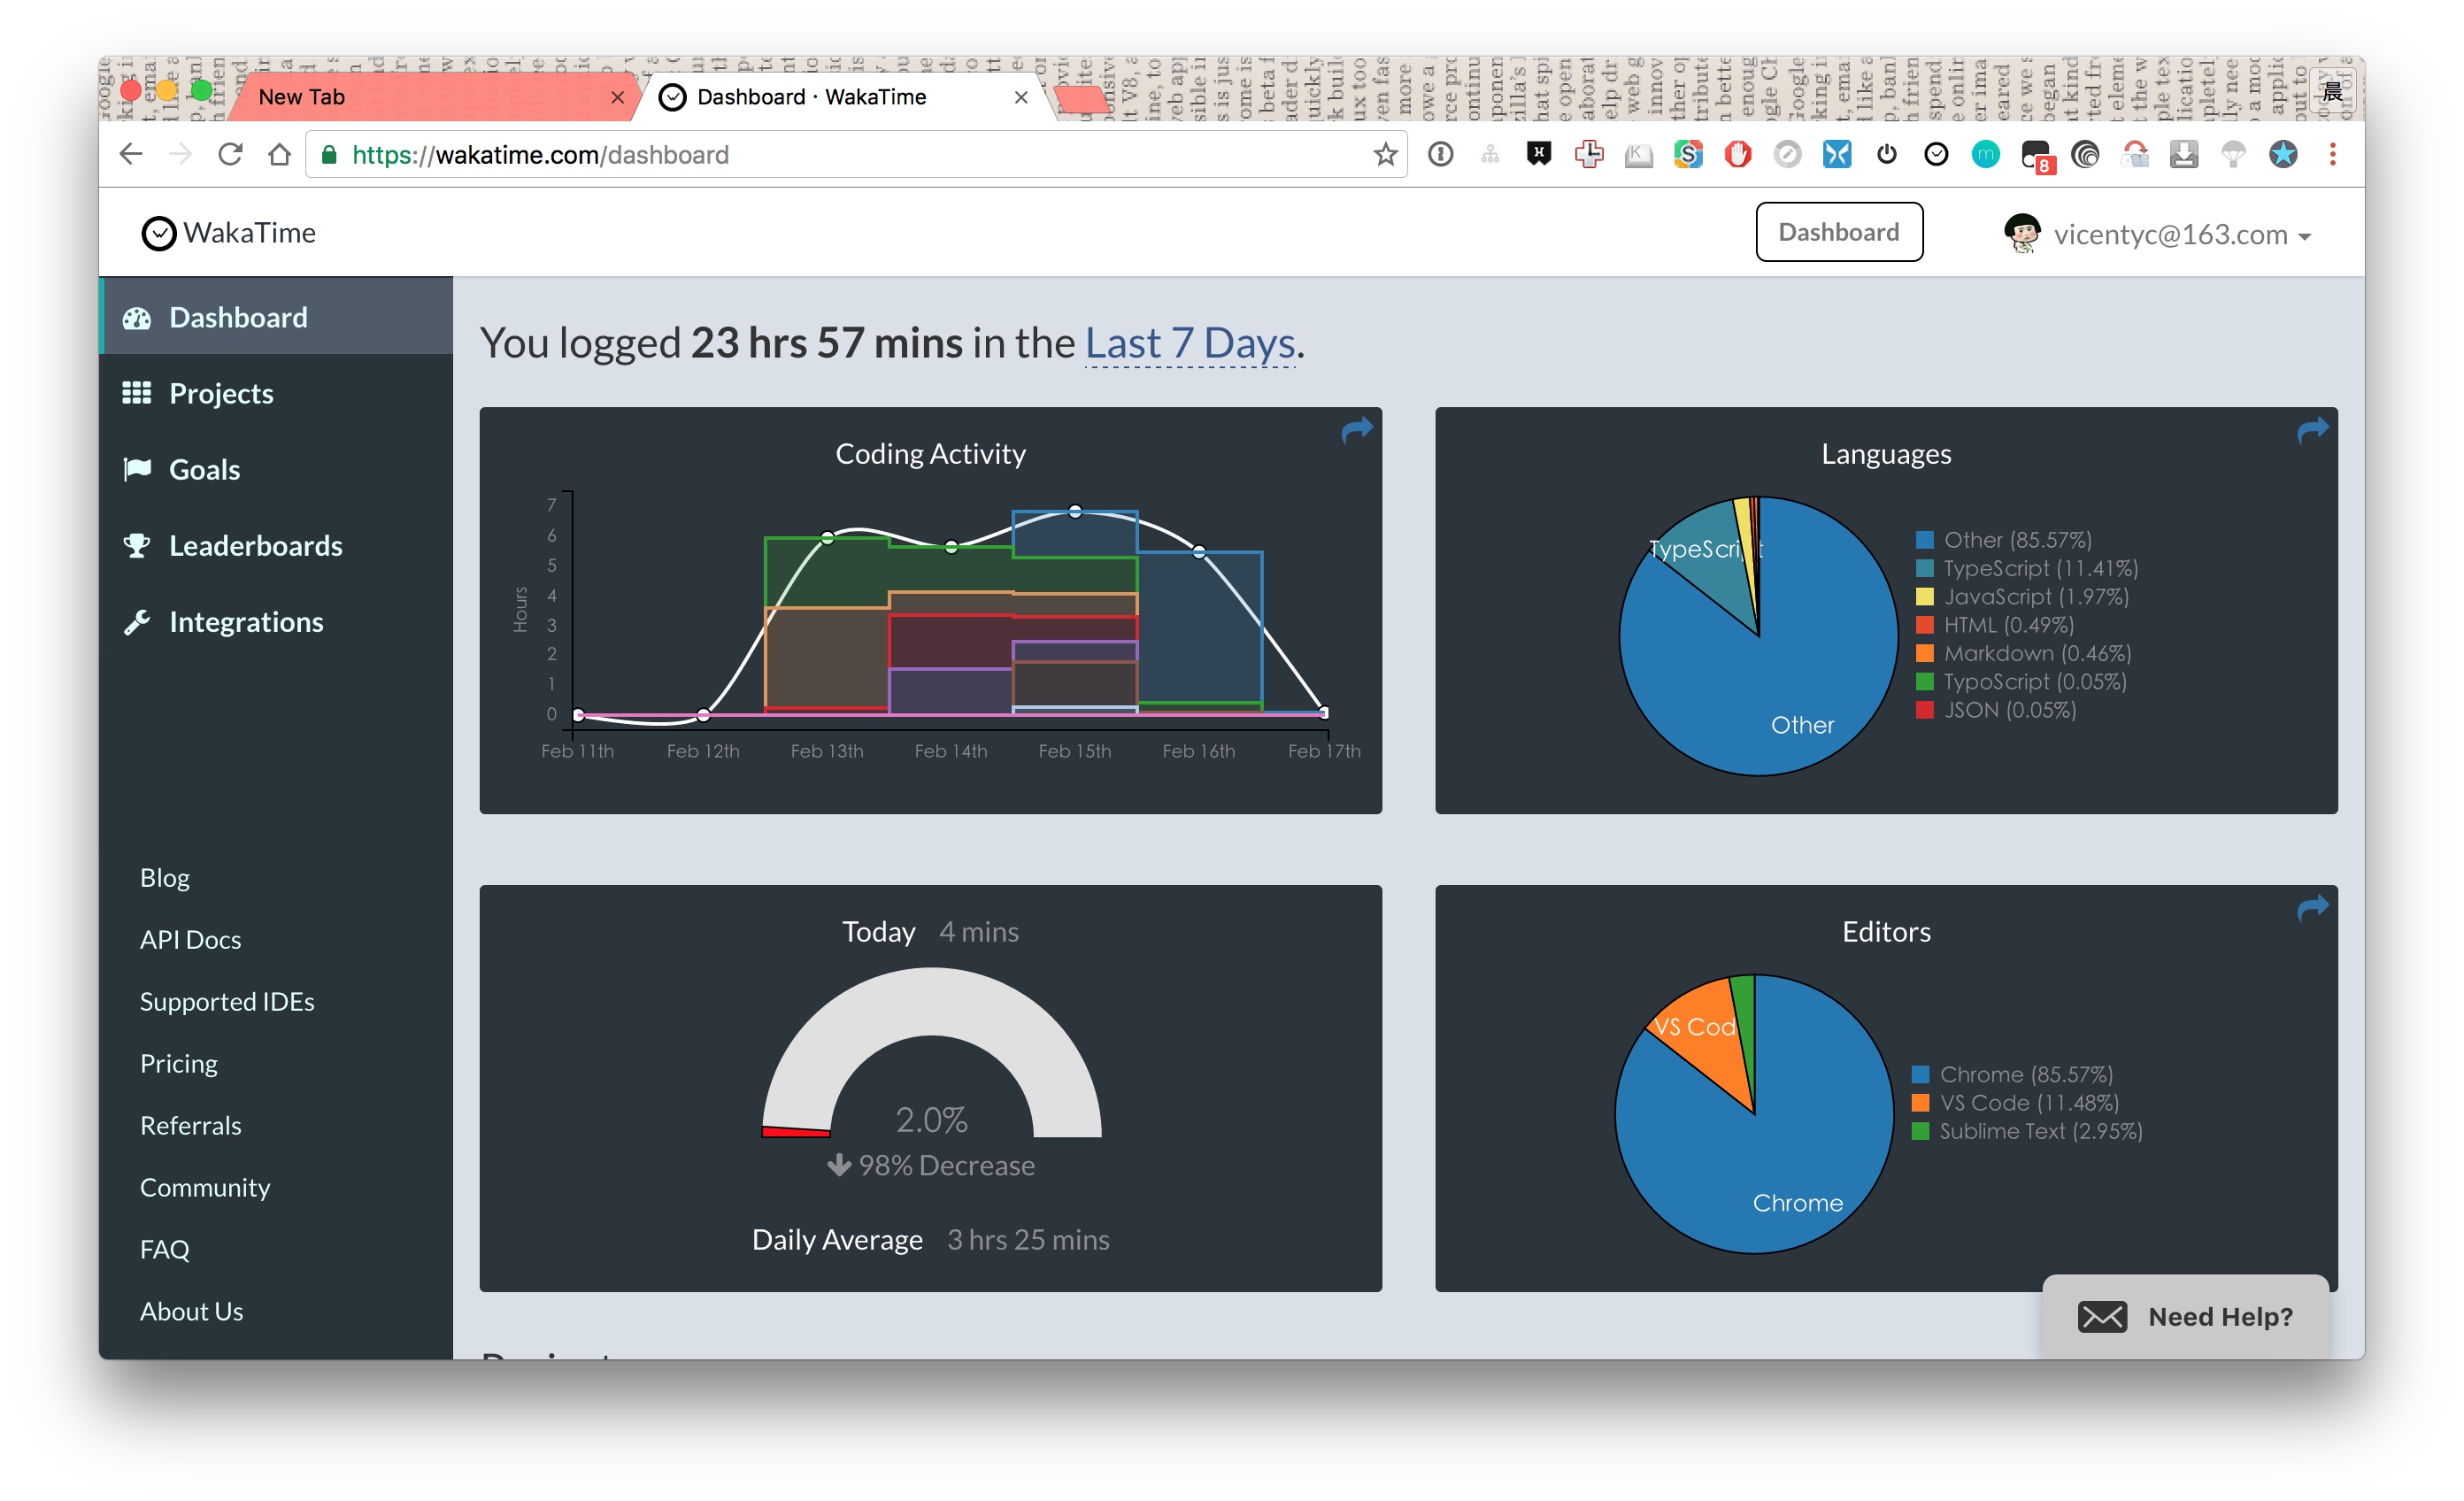 New Tab
Dashboard · WakaTime
晨
https://wakatime.com/dashboard
8
WakaTime
Dashboard
vicentyc@163.com
Dashboard
Projects
Goals
Leaderboards
Integrations
Blog
API Docs
Supported IDEs
Pricing
Referrals
Community
FAQ
About Us
You logged 23 hrs 57 mins in the Last 7 Days.
Coding Activity
Hours
7
6
5
4
3
2
1
0
Feb 11th Feb 12th Feb 13th Feb 14th Feb 15th Feb 16th Feb 17th
Languages
TypeScript
Other
Other (85.57%)
TypeScript (11.41%)
JavaScript (1.97%)
HTML (0.49%)
Markdown (0.46%)
TypoScript (0.05%)
JSON (0.05%)
Today 4 mins
2.0%
98% Decrease
Daily Average 3 hrs 25 mins
Editors
VS Cod
Chrome
Chrome (85.57%)
VS Code (11.48%)
Sublime Text (2.95%)
Need Help?